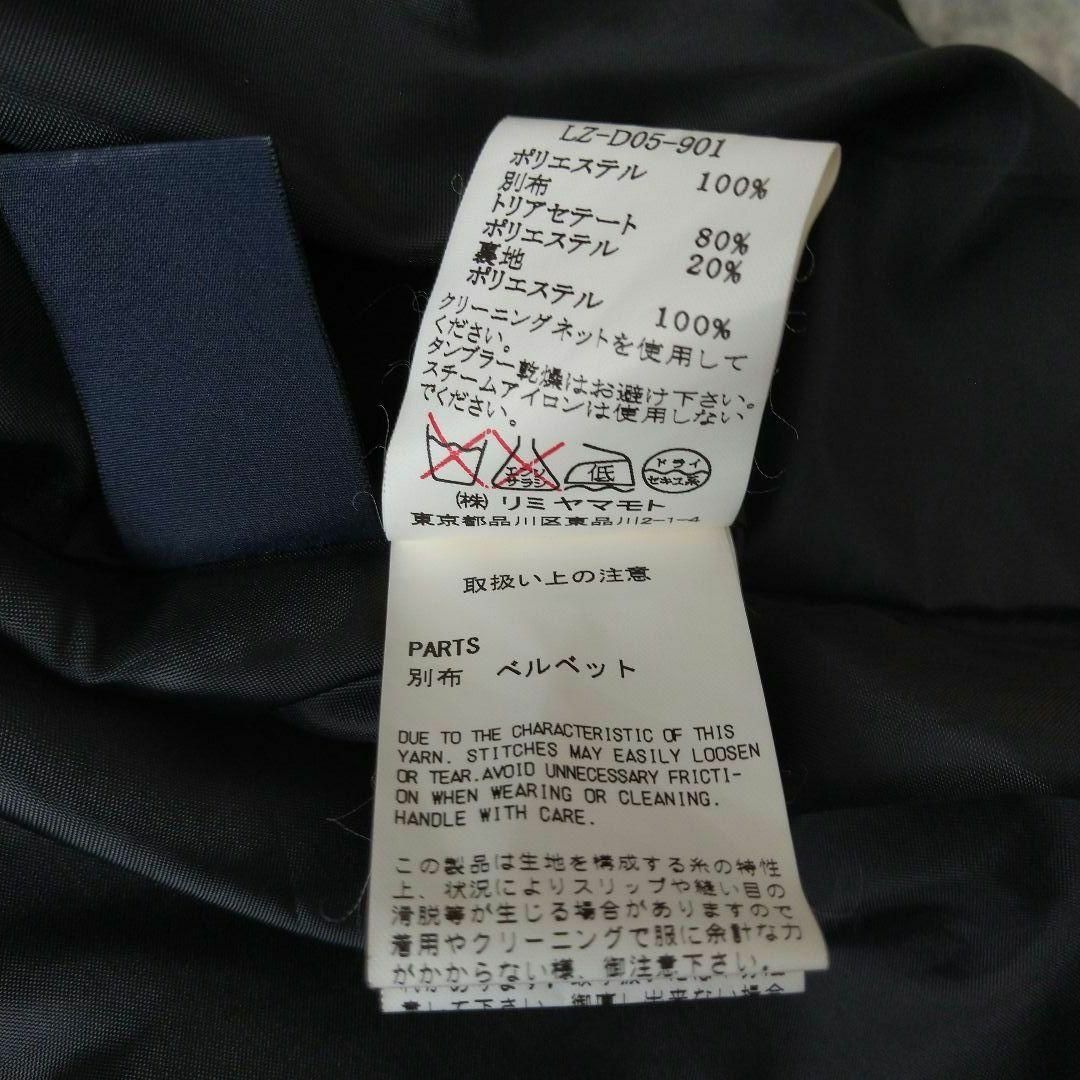 LZ-D05-901
ポリエステル 100%
別布
トリアセテート 80%
ポリエステル 20%
裏地
ポリエステル 100%
クリーニングネットを使用して
ください。
タンブラー乾燥はお避け下さい。
スチームアイロンは使用しない
でください。
エンソ サラシ 低 ドライ セキユ系
(株) リミ ヤマモト
東京都品川区東品川2-1-4
取扱い上の注意
PARTS
別布 ベルベット
DUE TO THE CHARACTERISTIC OF THIS
YARN. STITCHES MAY EASILY LOOSEN
OR TEAR.AVOID UNNECESSARY FRICTI-
ON WHEN WEARING OR CLEANING.
HANDLE WITH CARE.
この製品は生地を構成する糸の特性
上、状況によりスリップや縫い目の
滑脱等が生じる場合がありますので
着用やクリーニングで服に余計な力
がかからない様、御注意下さい。
意して下さい。